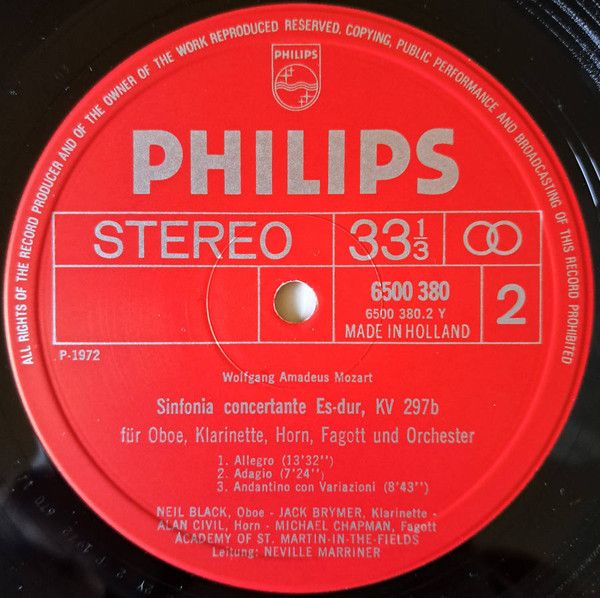 ALL RIGHTS OF THE RECORD PRODUCER AND OF THE OWNER OF THE WORK REPRODUCED RESERVED. COPYING, PUBLIC PERFORMANCE AND BROADCASTING OF THIS RECORD PROHIBITED
PHILIPS
PHILIPS
STEREO 33⅓
6500 380
6500 380.2 Y
MADE IN HOLLAND
2
P-1972
Wolfgang Amadeus Mozart
Sinfonia concertante Es-dur, KV 297b
für Oboe, Klarinette, Horn, Fagott und Orchester
1. Allegro (13'32'')
2. Adagio (7'24'')
3. Andantino con Variazioni (8'43'')
NEIL BLACK, Oboe - JACK BRYMER, Klarinette -
ALAN CIVIL, Horn - MICHAEL CHAPMAN, Fagott
ACADEMY OF ST. MARTIN-IN-THE-FIELDS
Leitung: NEVILLE MARRINER